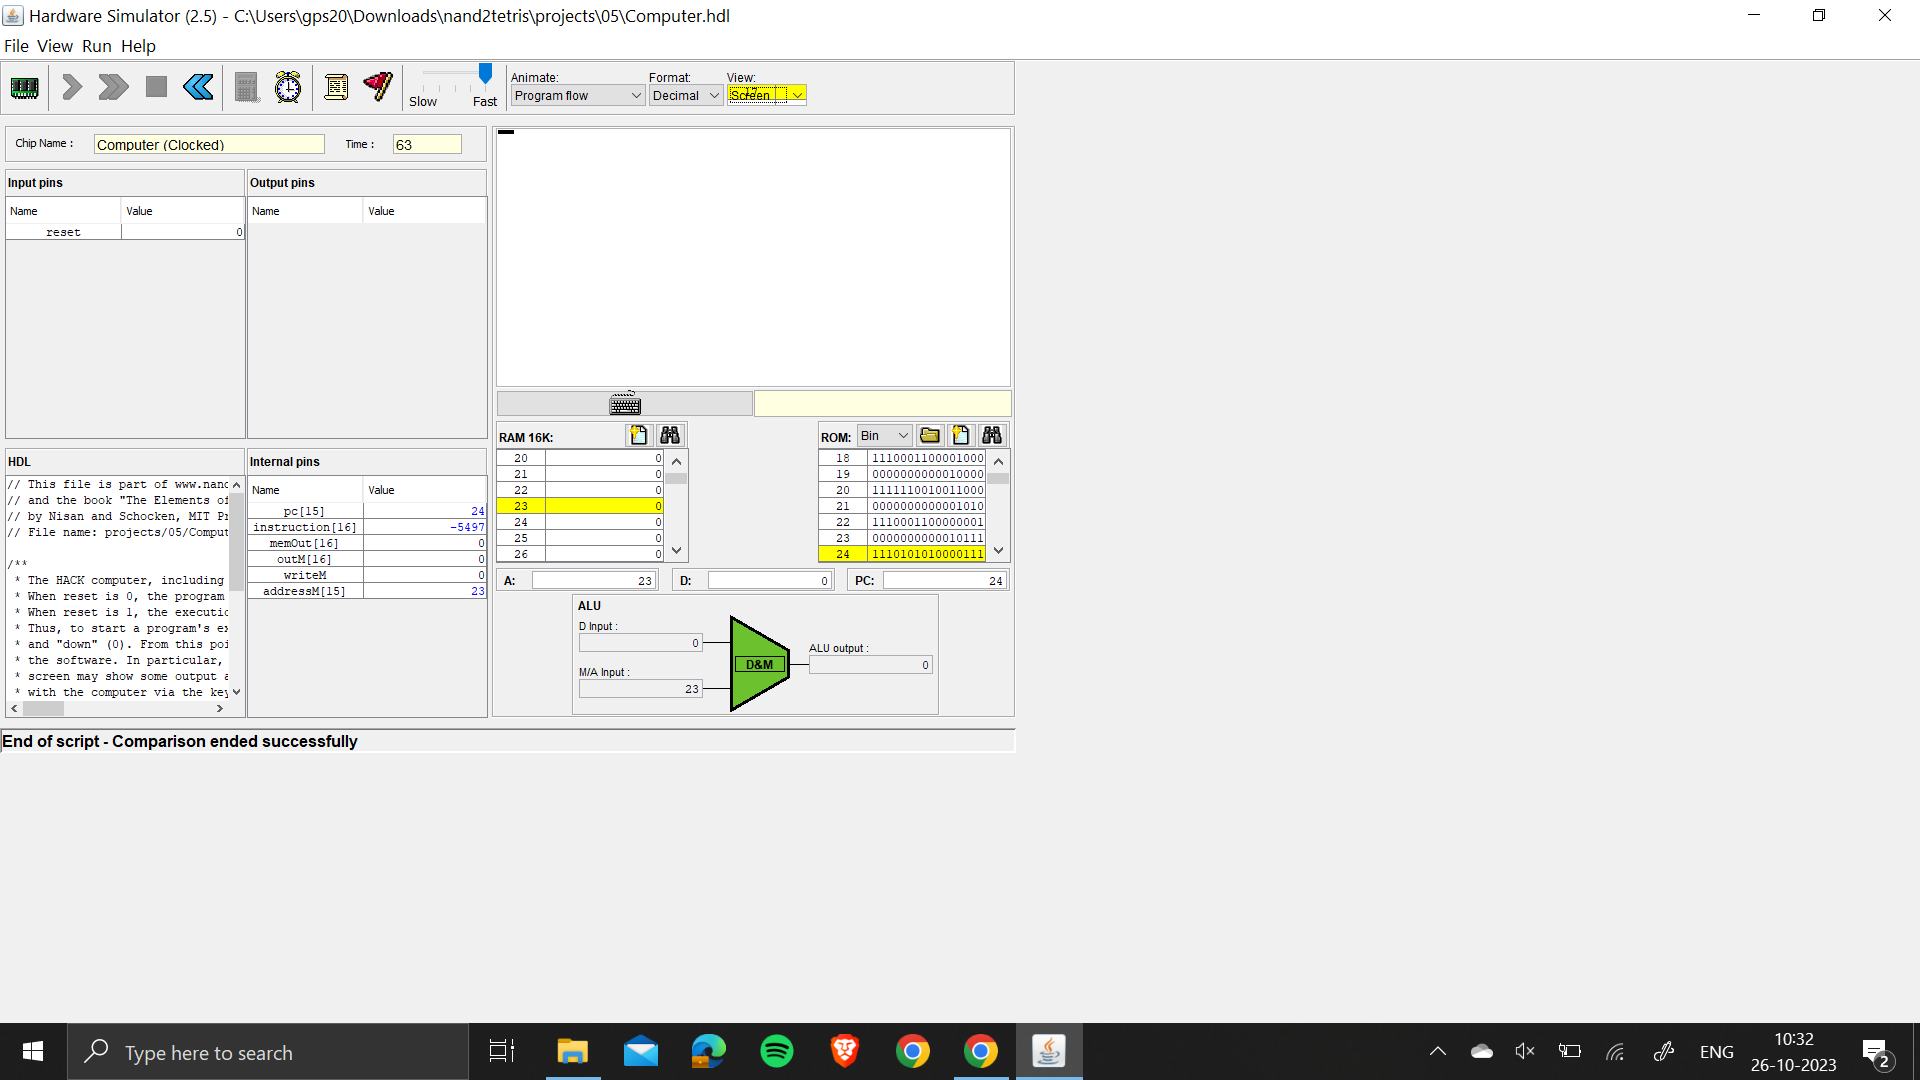 Hardware Simulator (2.5) - C:\Users\gps20\Downloads\nand2tetris\projects\05\Computer.hdl
File View Run Help
Slow Fast
Animate:
Program flow
Format:
Decimal
View:
Screen
Chip Name : Computer (Clocked) Time : 63
Input pins
Name Value
reset 0
Output pins
Name Value
HDL
// This file is part of www.nand
// and the book "The Elements of
// by Nisan and Schocken, MIT Pr
// File name: projects/05/Comput
/**
* The HACK computer, including
* When reset is 0, the program
* When reset is 1, the executio
* Thus, to start a program's ex
* and "down" (0). From this poi
* the software. In particular,
* screen may show some output a
* with the computer via the key
Internal pins
Name Value
pc[15] 24
instruction[16] -5497
memOut[16] 0
outM[16] 0
writeM 0
addressM[15] 23
RAM 16K:
20 0
21 0
22 0
23 0
24 0
25 0
26 0
ROM: Bin
18 1110001100001000
19 0000000000010000
20 1111110010011000
21 0000000000001010
22 1110001100000001
23 0000000000010111
24 1110101010000111
A: 23 D: 0 PC: 24
ALU
D Input :
0
M/A Input :
23
D&M
ALU output :
0
End of script - Comparison ended successfully
Type here to search
ENG
10:32
26-10-2023
2